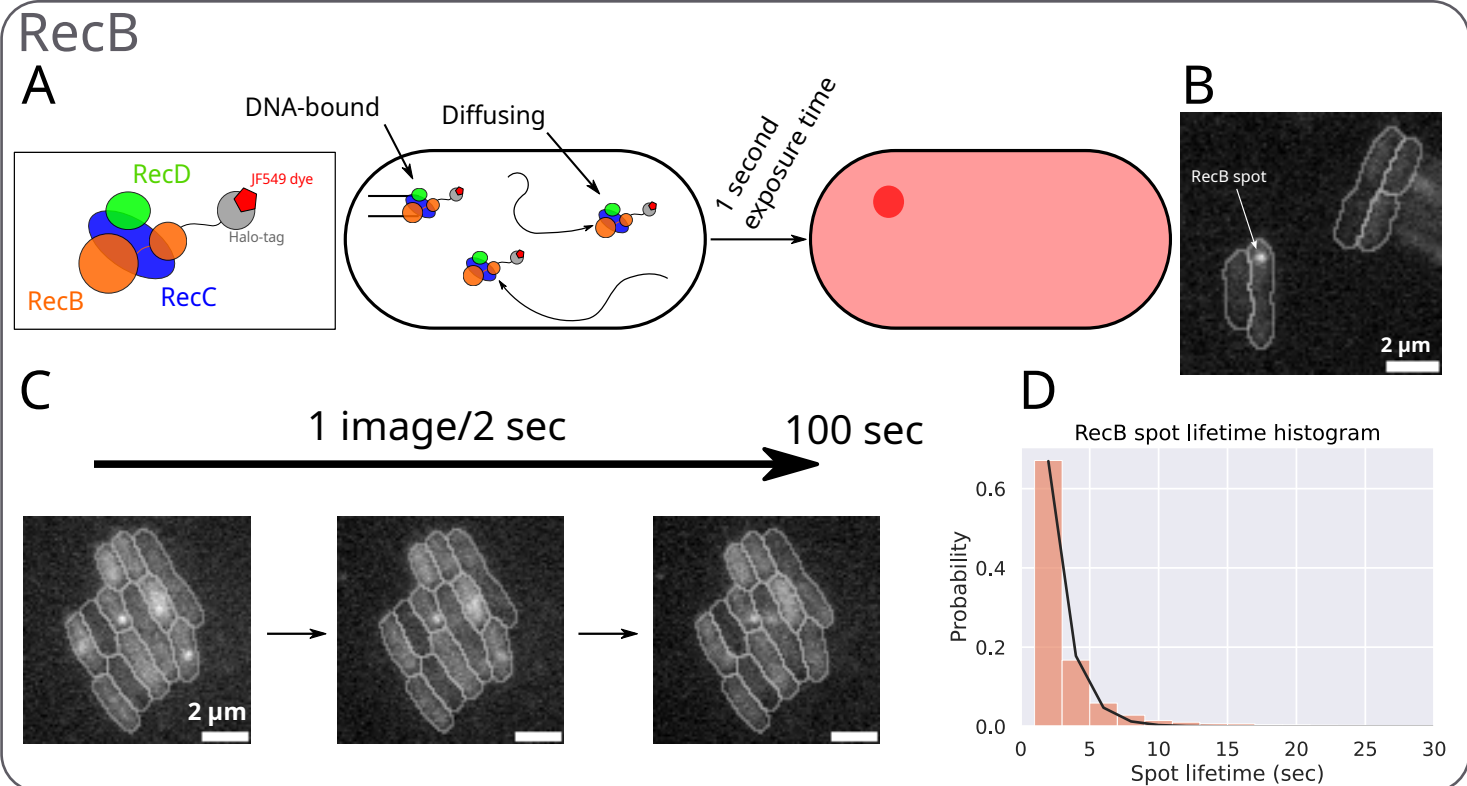 RecB
A
DNA-bound
Diffusing
1 second
exposure time
RecD
JF549 dye
Halo-tag
RecB
RecC
B
RecB spot
2 µm
C
1 image/2 sec
100 sec
2 µm
D
RecB spot lifetime histogram
Probability
0.6
0.4
0.2
0.0
0 5 10 15 20 25 30
Spot lifetime (sec)